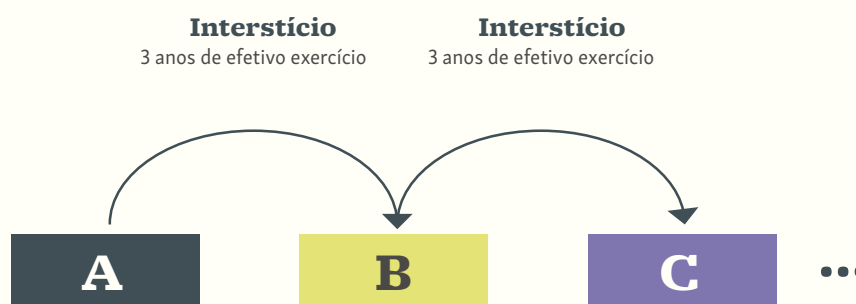 Interstício
3 anos de efetivo exercício
Interstício
3 anos de efetivo exercício
A
B
C
...